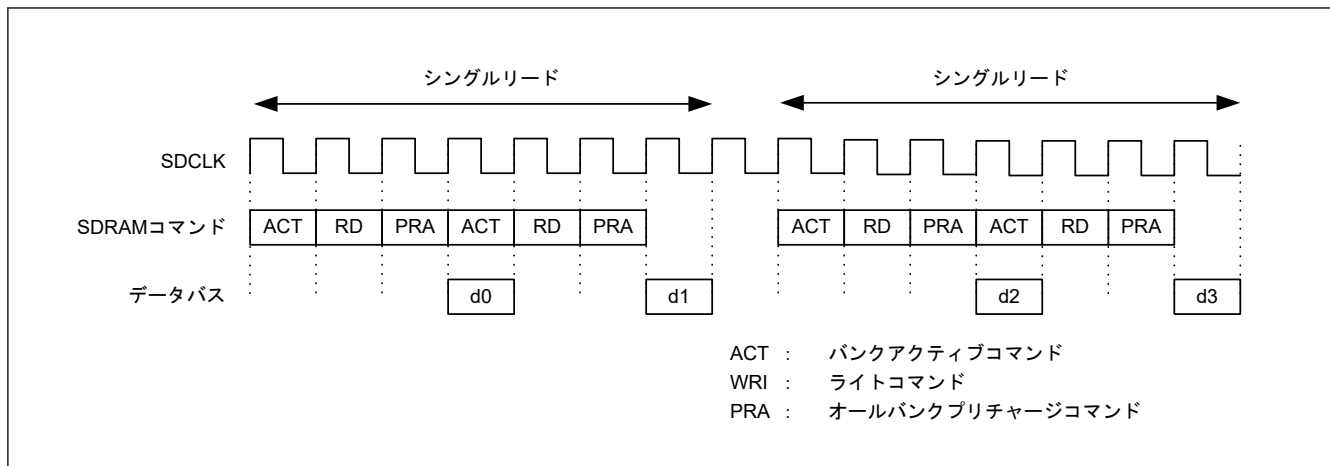 シングルリード シングルリード
SDCLK
SDRAMコマンド ACT RD PRA ACT RD PRA ACT RD PRA ACT RD PRA
データバス d0 d1 d2 d3
ACT : バンクアクティブコマンド
WRI : ライトコマンド
PRA : オールバンクプリチャージコマンド